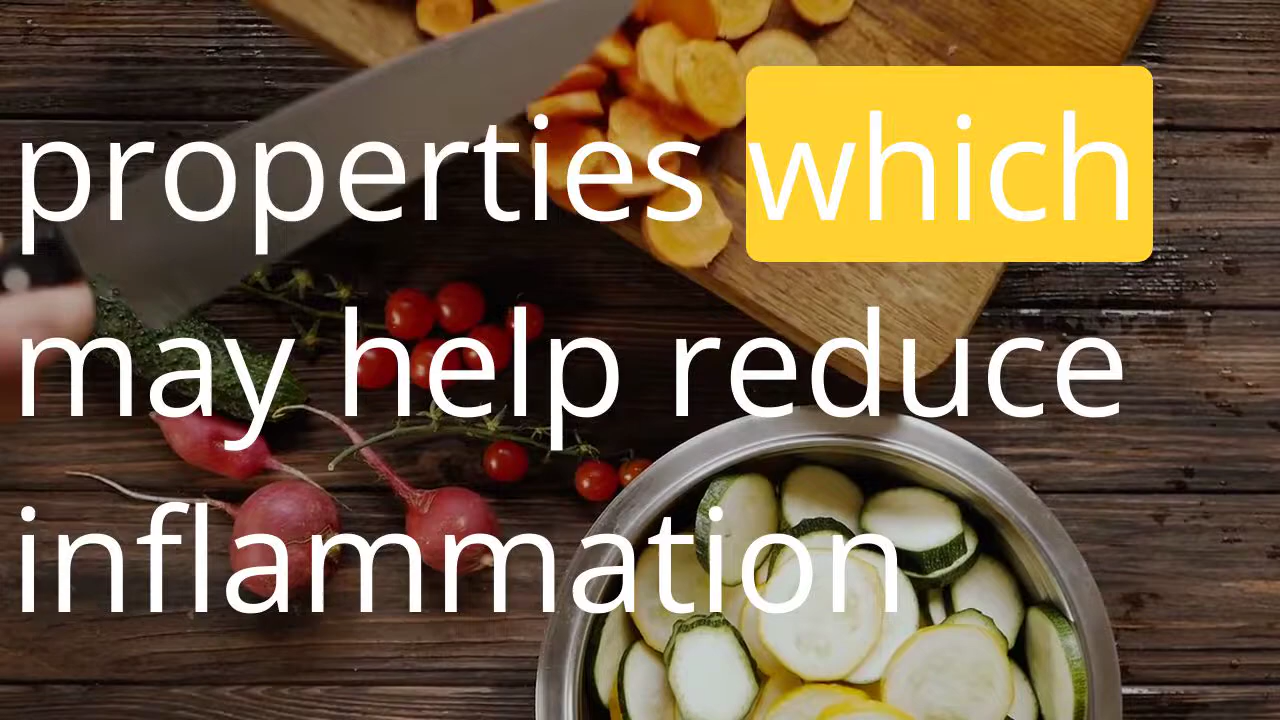 properties which
may help reduce
inflammation